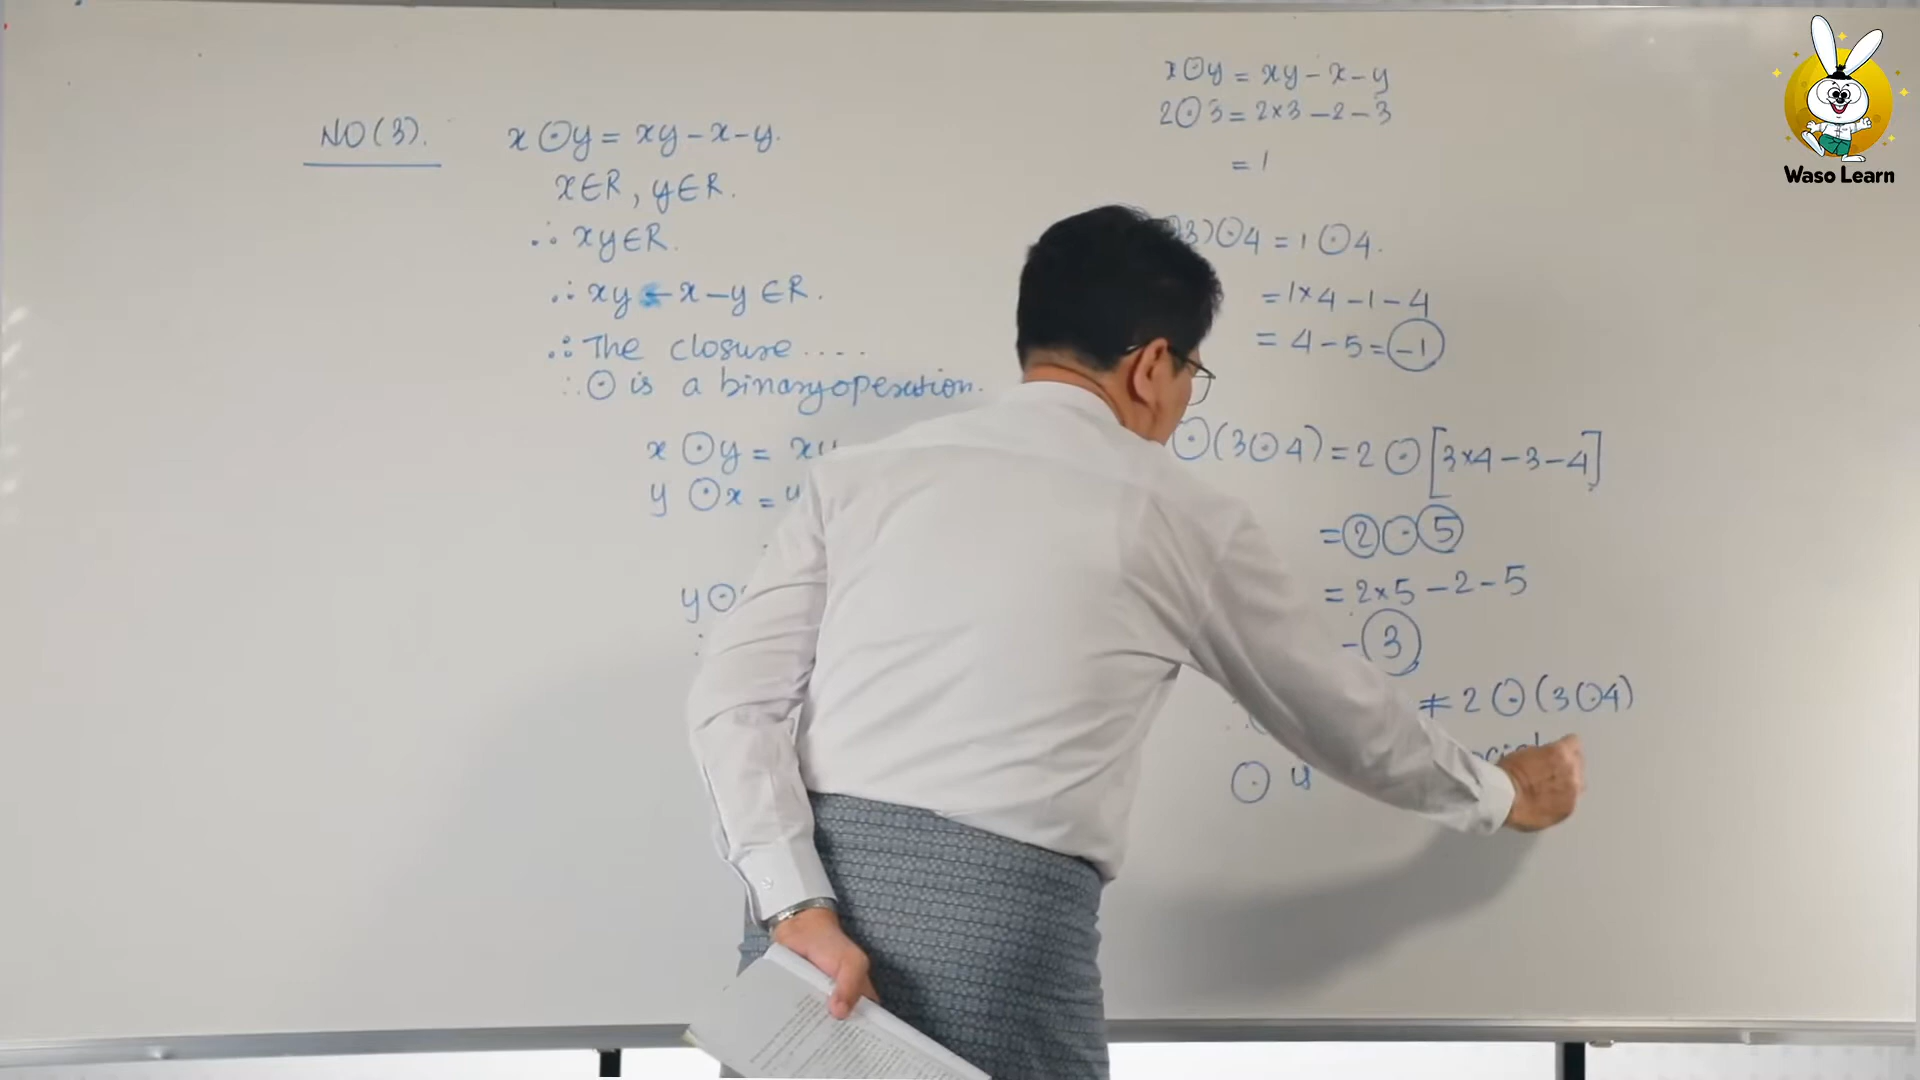 NO(3).
x⊙y = xy - x - y.
x∈R, y∈R.
∴ xy∈R.
∴ xy - x - y ∈R.
∴ The closure ....
∴ ⊙ is a binary operation.
x ⊙ y = xy
y ⊙ x = y
y⊙
x⊙y = xy - x - y
2⊙3 = 2×3 - 2 - 3
= 1
3)⊙4 = 1⊙4.
= 1×4 - 1 - 4
= 4 - 5 = -1
⊙(3⊙4) = 2 ⊙ [3×4 - 3 - 4]
= 2 ⊙ 5
= 2×5 - 2 - 5
= 3
≠ 2 ⊙ (3⊙4)
⊙ is
Waso Learn